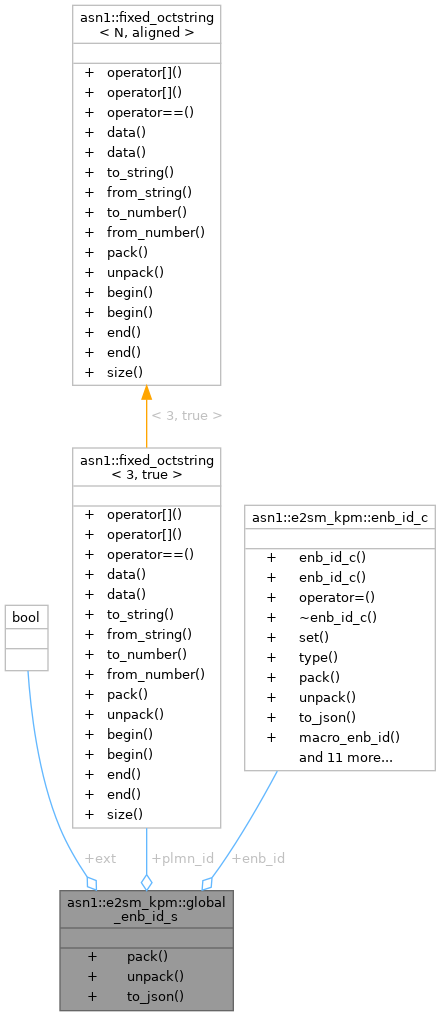 asn1::fixed_octstring
< N, aligned >
+ operator[]()
+ operator[]()
+ operator==()
+ data()
+ data()
+ to_string()
+ from_string()
+ to_number()
+ from_number()
+ pack()
+ unpack()
+ begin()
+ begin()
+ end()
+ end()
+ size()
< 3, true >
asn1::fixed_octstring
< 3, true >
+ operator[]()
+ operator[]()
+ operator==()
+ data()
+ data()
+ to_string()
+ from_string()
+ to_number()
+ from_number()
+ pack()
+ unpack()
+ begin()
+ begin()
+ end()
+ end()
+ size()
asn1::e2sm_kpm::enb_id_c
+ enb_id_c()
+ enb_id_c()
+ operator=()
+ ~enb_id_c()
+ set()
+ type()
+ pack()
+ unpack()
+ to_json()
+ macro_enb_id()
and 11 more...
bool
+ext
+plmn_id
+enb_id
asn1::e2sm_kpm::global
_enb_id_s
+ pack()
+ unpack()
+ to_json()